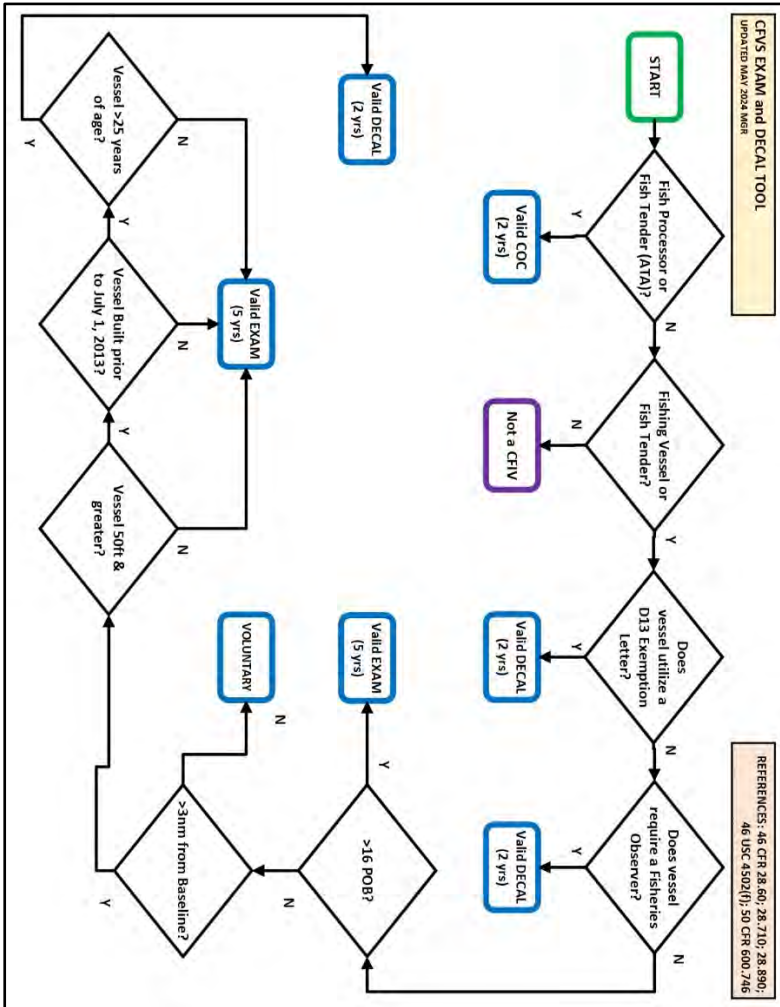 CFVS EXAM and DECAL TOOL
UPDATED MAY 2024 MGR
REFERENCES: 46 CFR 28.60; 28.710; 28.890;
46 USC 4502(f); 50 CFR 600.746
START
Fish Processor or
Fish Tender (ATA)?
Y
Valid COC
(2 yrs)
N
Fishing Vessel or
Fish Tender?
N
Not a CFIV
Y
Does
vessel utilize a
D13 Exemption
Letter?
Y
Valid DECAL
(2 yrs)
N
Does vessel
require a Fisheries
Observer?
Y
Valid DECAL
(2 yrs)
N
>16 POB?
Y
Valid EXAM
(5 yrs)
N
>3nm from Baseline?
N
VOLUNTARY
Y
Vessel 50ft &
greater?
N
Y
Vessel Built prior
to July 1, 2013?
N
Valid EXAM
(5 yrs)
Y
Vessel >25 years
of age?
N
Y
Valid DECAL
(2 yrs)